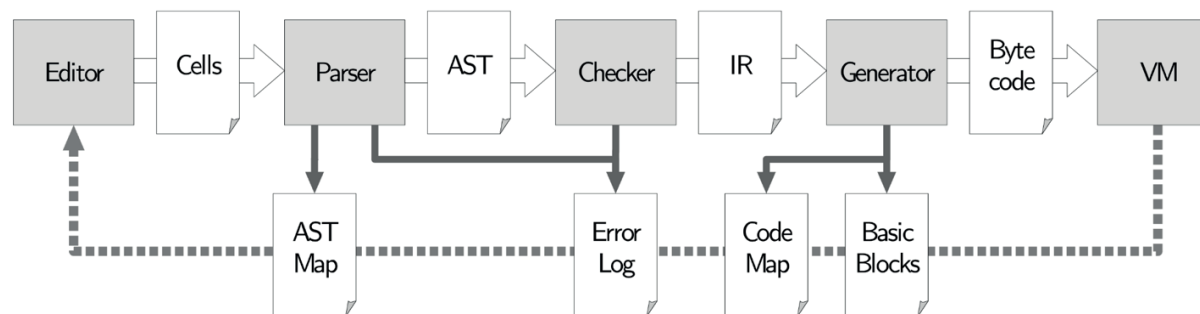 Editor
Cells
Parser
AST
Checker
IR
Generator
Byte
code
VM
AST
Map
Error
Log
Code
Map
Basic
Blocks